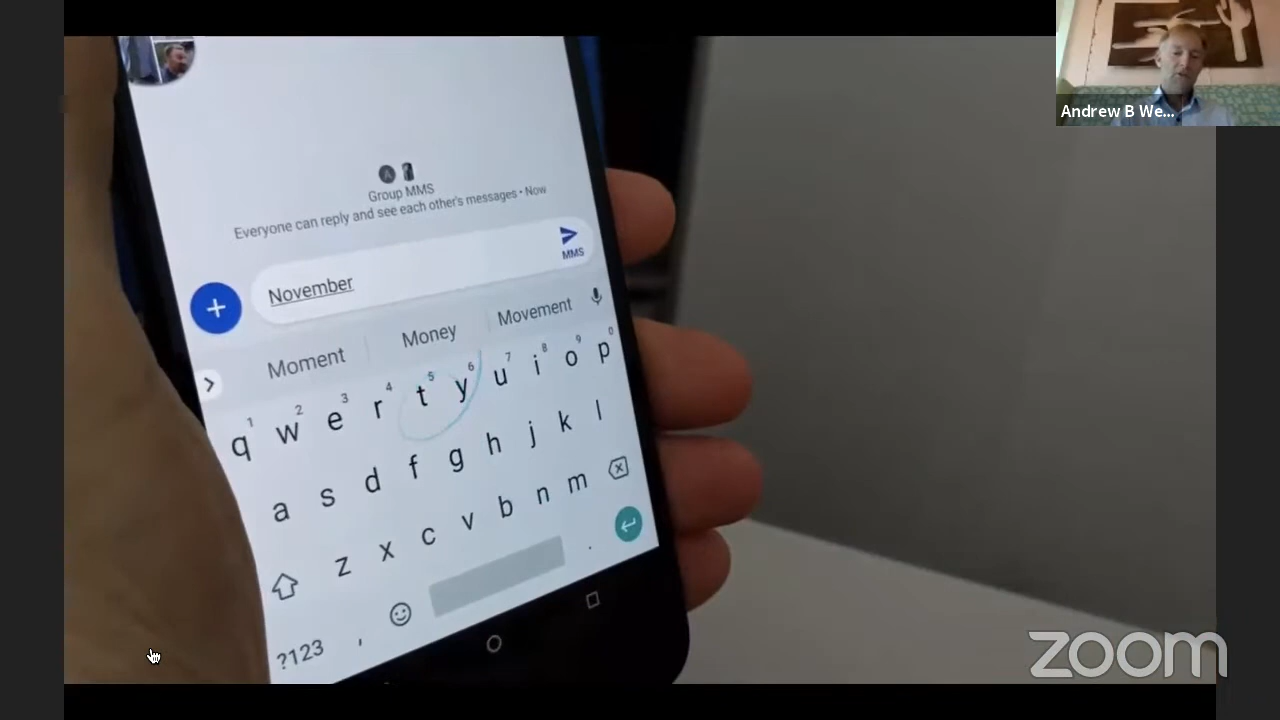 Andrew B We...
Group MMS
Everyone can reply and see each other's messages • Now
November
MMS
Moment Money Movement
1 2 3 4 5 6 7 8 9 0
q w e r t y u i o p
a s d f g h j k l
z x c v b n m
?123 , .
zoom